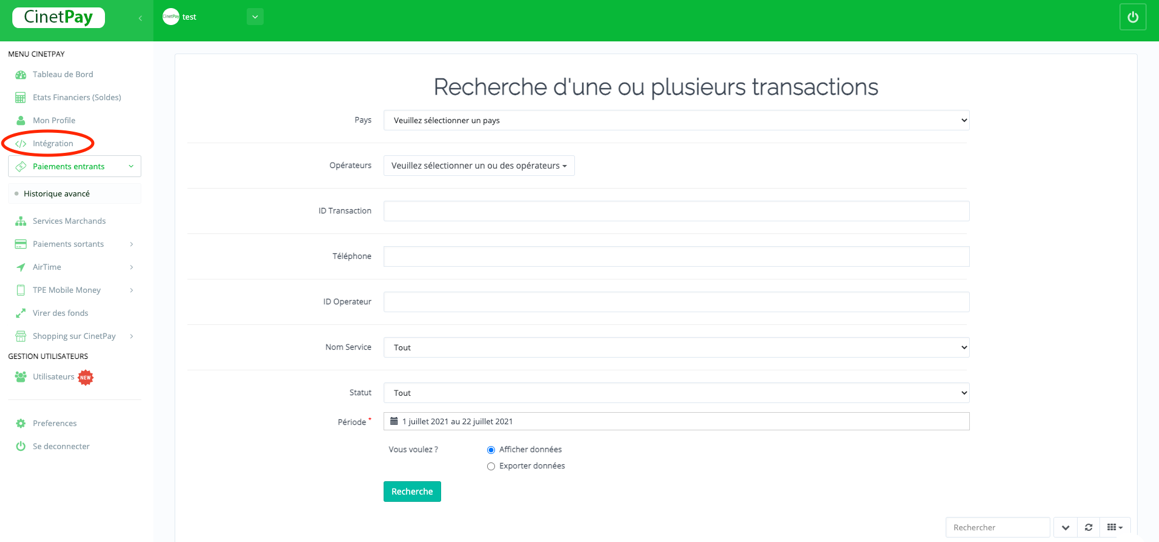 CinetPay
CinetPay test
MENU CINETPAY
Tableau de Bord
Etats Financiers (Soldes)
Mon Profile
Intégration
Paiements entrants
Historique avancé
Services Marchands
Paiements sortants
AirTime
TPE Mobile Money
Virer des fonds
Shopping sur CinetPay
GESTION UTILISATEURS
Utilisateurs NEW
Preferences
Se deconnecter
Recherche d'une ou plusieurs transactions
Pays Veuillez sélectionner un pays
Opérateurs Veuillez sélectionner un ou des opérateurs
ID Transaction
Téléphone
ID Operateur
Nom Service Tout
Statut Tout
Période * 1 juillet 2021 au 22 juillet 2021
Vous voulez ? Afficher données
Exporter données
Recherche
Rechercher